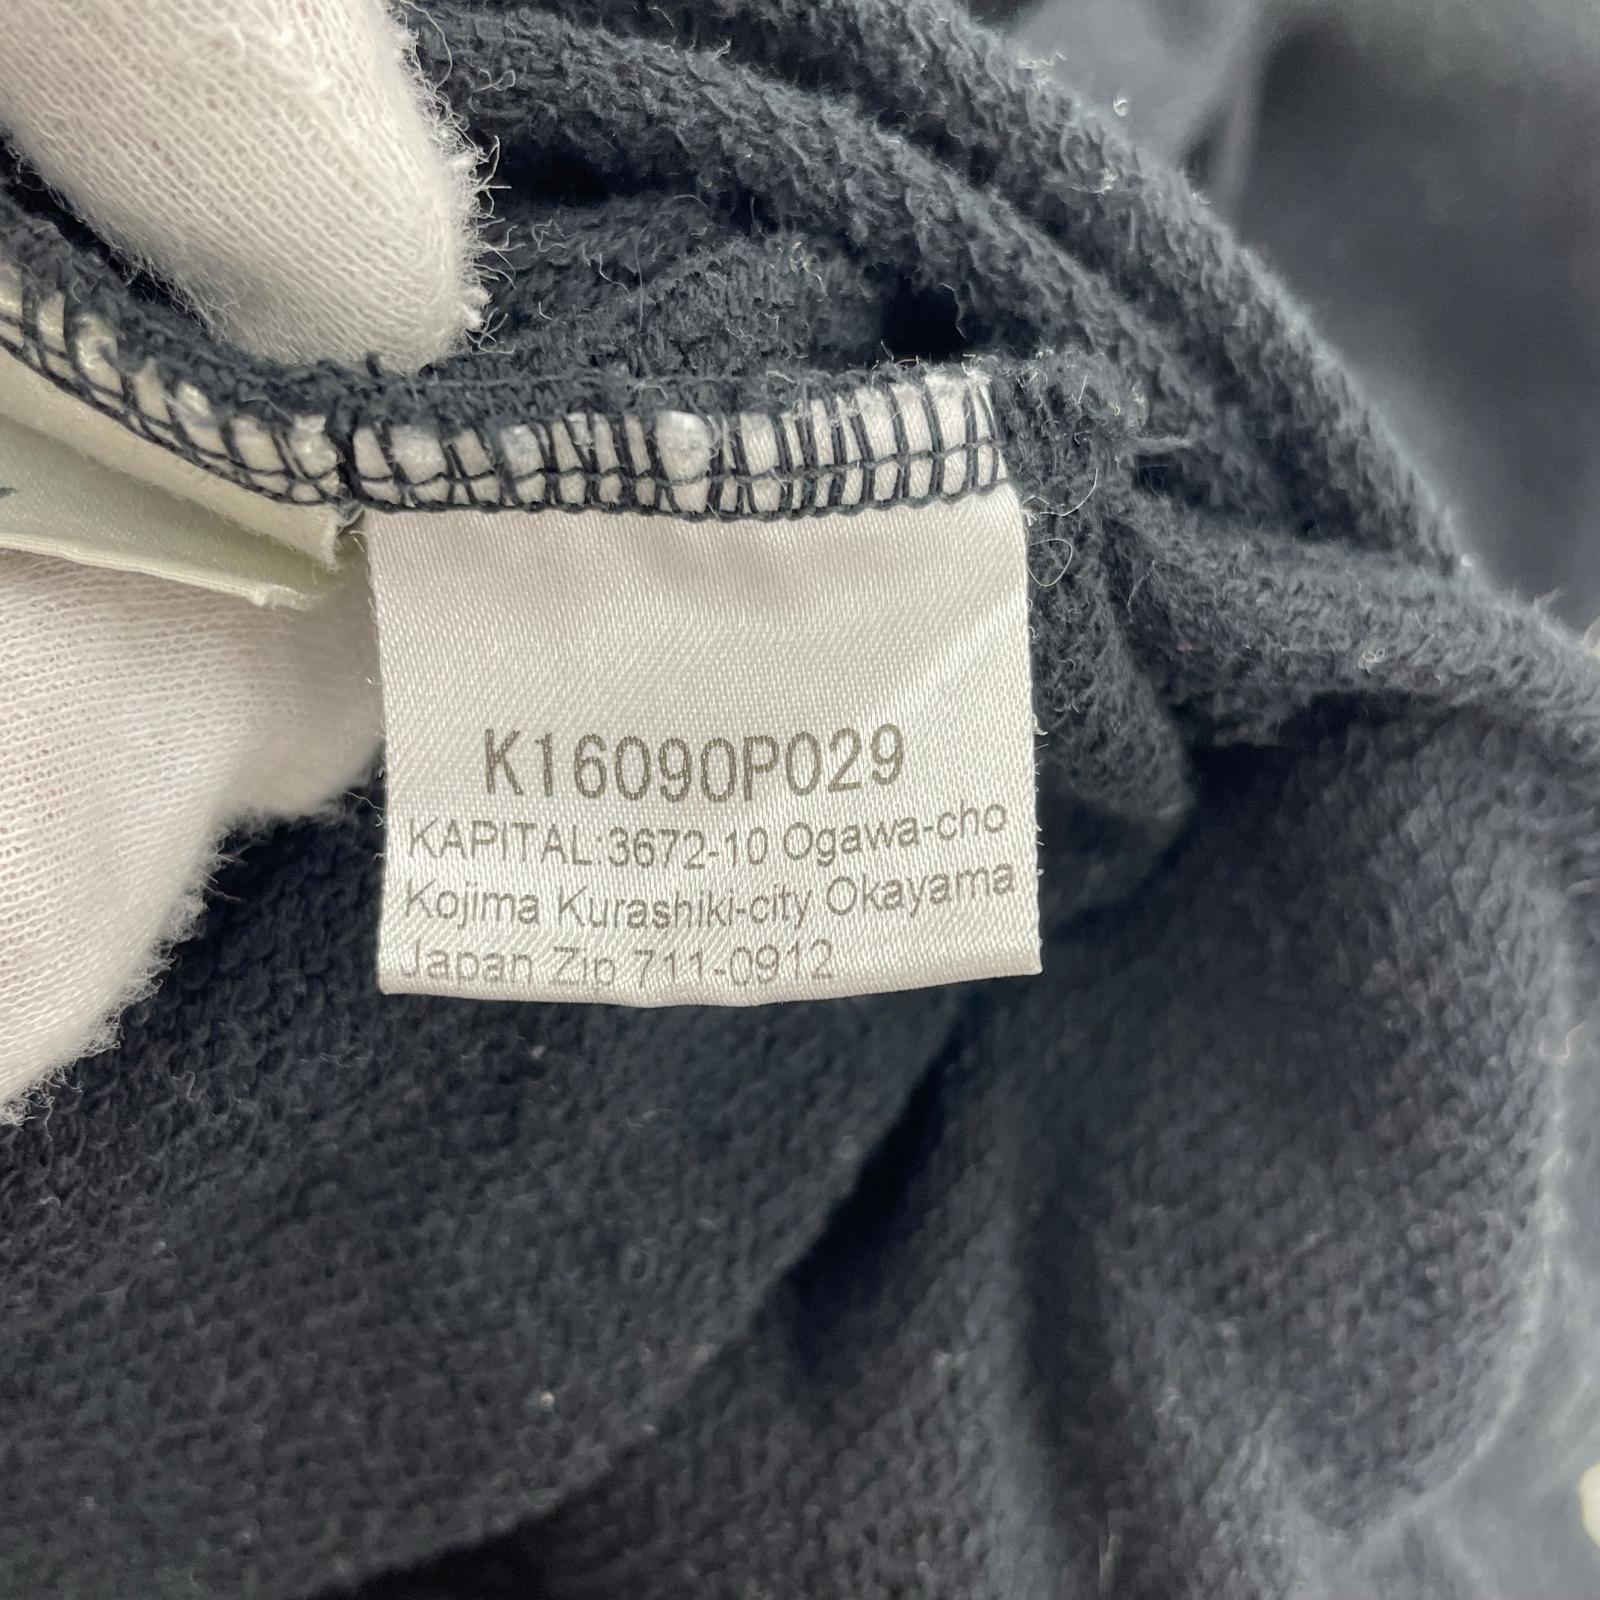 K16090P029
KAPITAL:3672-10 Ogawa-cho
Kojima Kurashiki-city Okayama
Japan Zip 711-0912